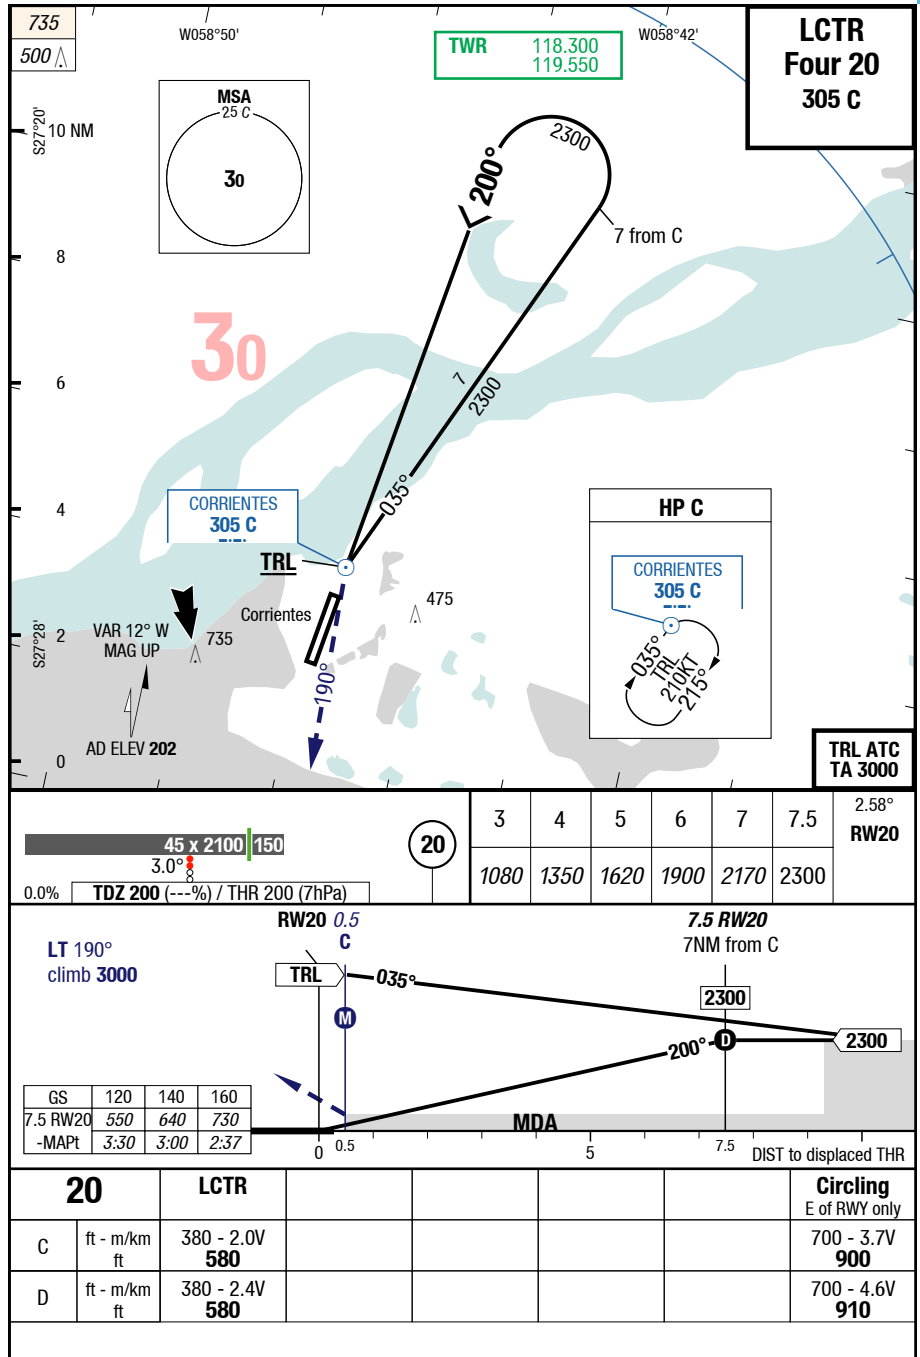 735
500
W058°50'
W058°42'
TWR 118.300
119.550
LCTR
Four 20
305 C
MSA
25 C
30
S27°20'
10 NM
8
6
4
2
0
S27°28'
200°
2300
7 from C
30
7
2300
035°
CORRIENTES
305 C
TRL
Corrientes
475
735
190°
VAR 12° W
MAG UP
AD ELEV 202
HP C
CORRIENTES
305 C
035°
TRL
210KT
215°
TRL ATC
TA 3000
45 x 2100 150
3.0°
0.0% TDZ 200 (---%) / THR 200 (7hPa)
20
3 4 5 6 7 7.5 2.58°
RW20
1080 1350 1620 1900 2170 2300
RW20 0.5
C
7.5 RW20
7NM from C
LT 190°
climb 3000
TRL
035°
M
2300
200°
D
2300
GS 120 140 160
7.5 RW20 550 640 730
-MAPt 3:30 3:00 2:37
MDA
0 0.5 5 7.5 DIST to displaced THR
20 LCTR Circling
E of RWY only
C ft - m/km 380 - 2.0V 700 - 3.7V
ft 580 900
D ft - m/km 380 - 2.4V 700 - 4.6V
ft 580 910